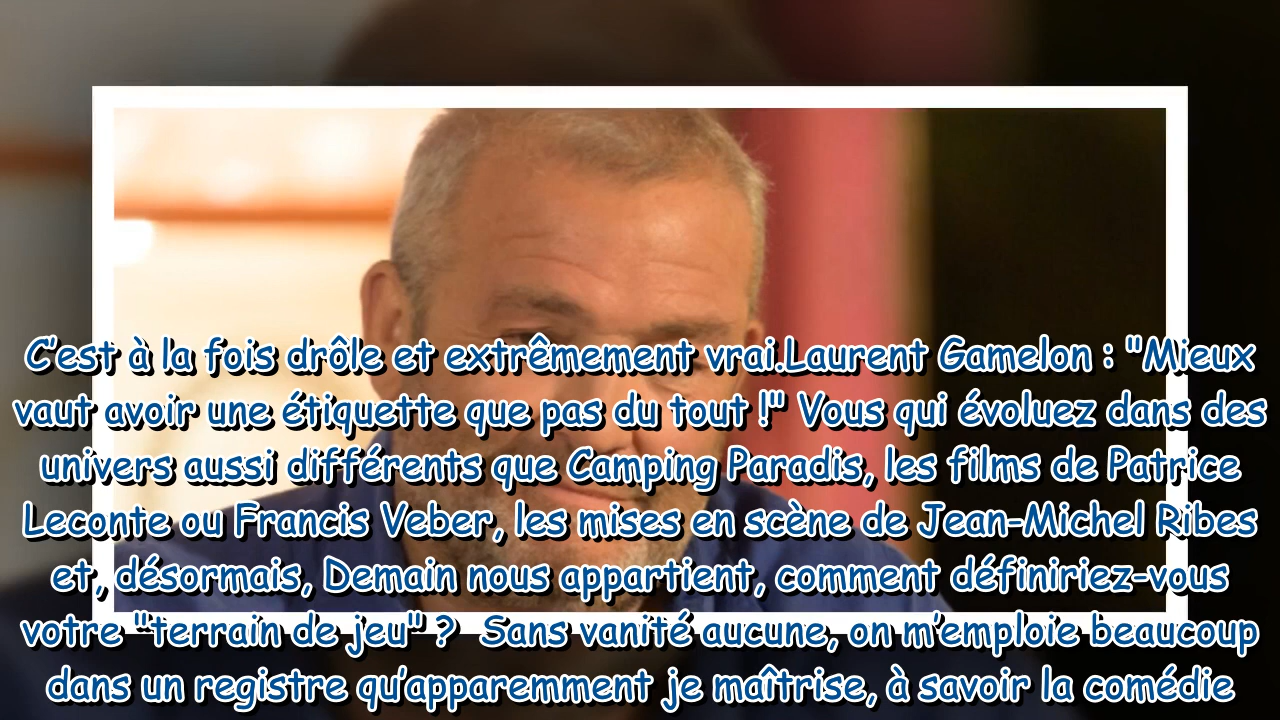 C'est à la fois drôle et extrêmement vrai.Laurent Gamelon : "Mieux
vaut avoir une étiquette que pas du tout !" Vous qui évoluez dans des
univers aussi différents que Camping Paradis, les films de Patrice
Leconte ou Francis Veber, les mises en scène de Jean-Michel Ribes
et, désormais, Demain nous appartient, comment définiriez-vous
votre "terrain de jeu" ?  Sans vanité aucune, on m'emploie beaucoup
dans un registre qu'apparemment je maîtrise, à savoir la comédie